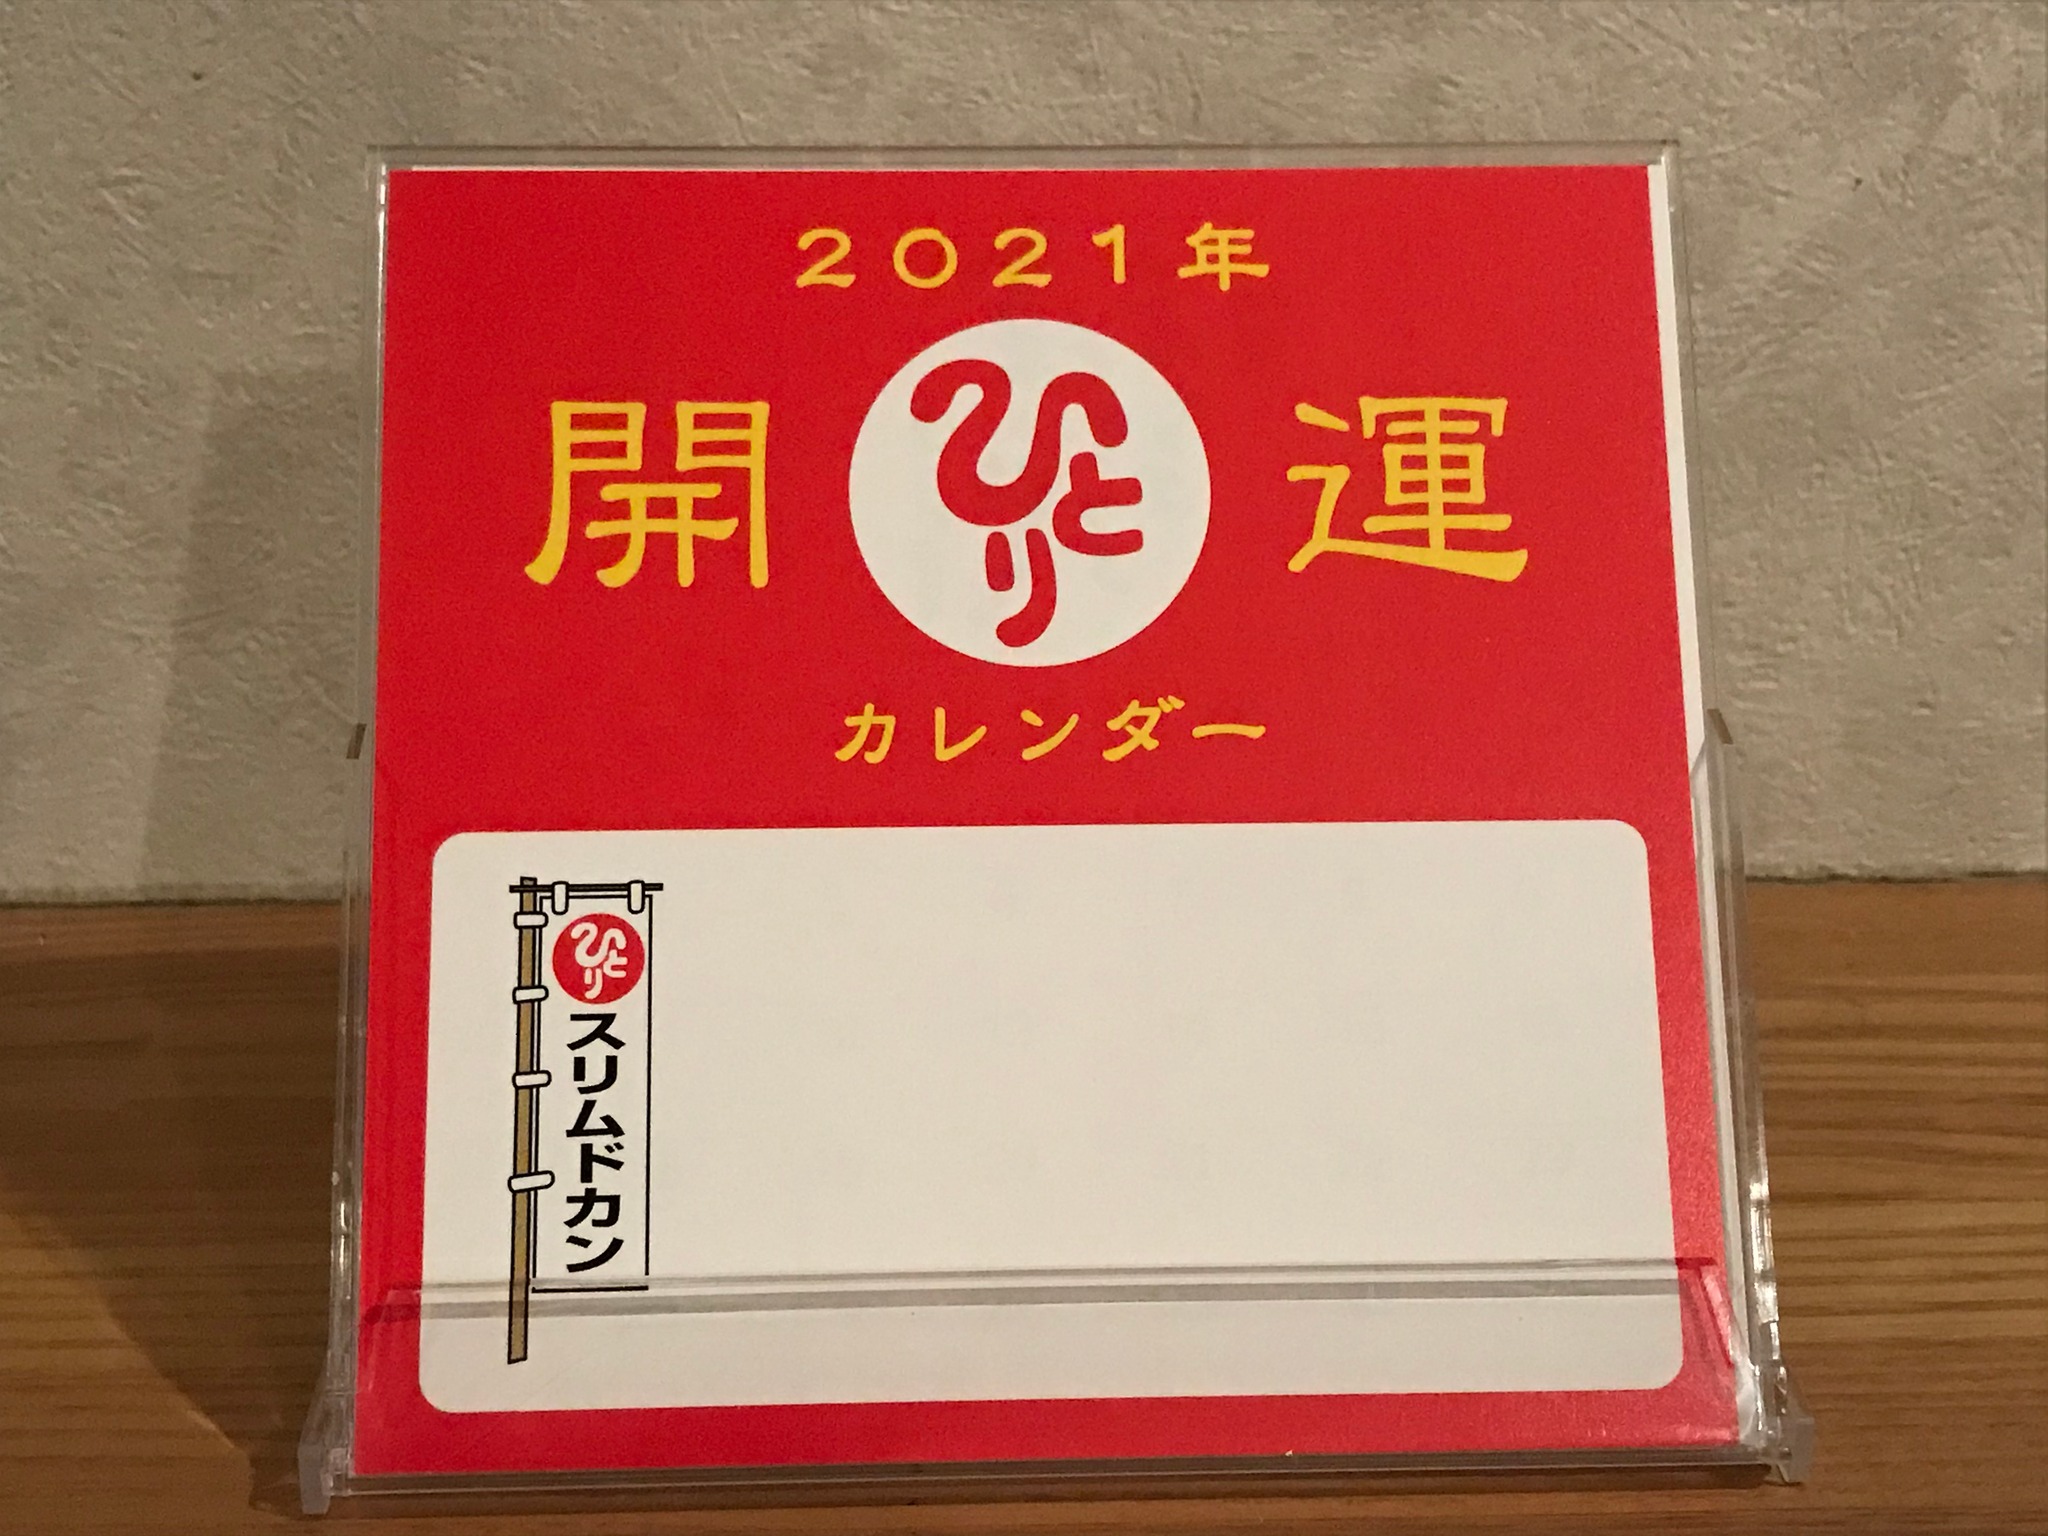 2021年
開 ひとり 運
カレンダー
ひとり
スリムドカン